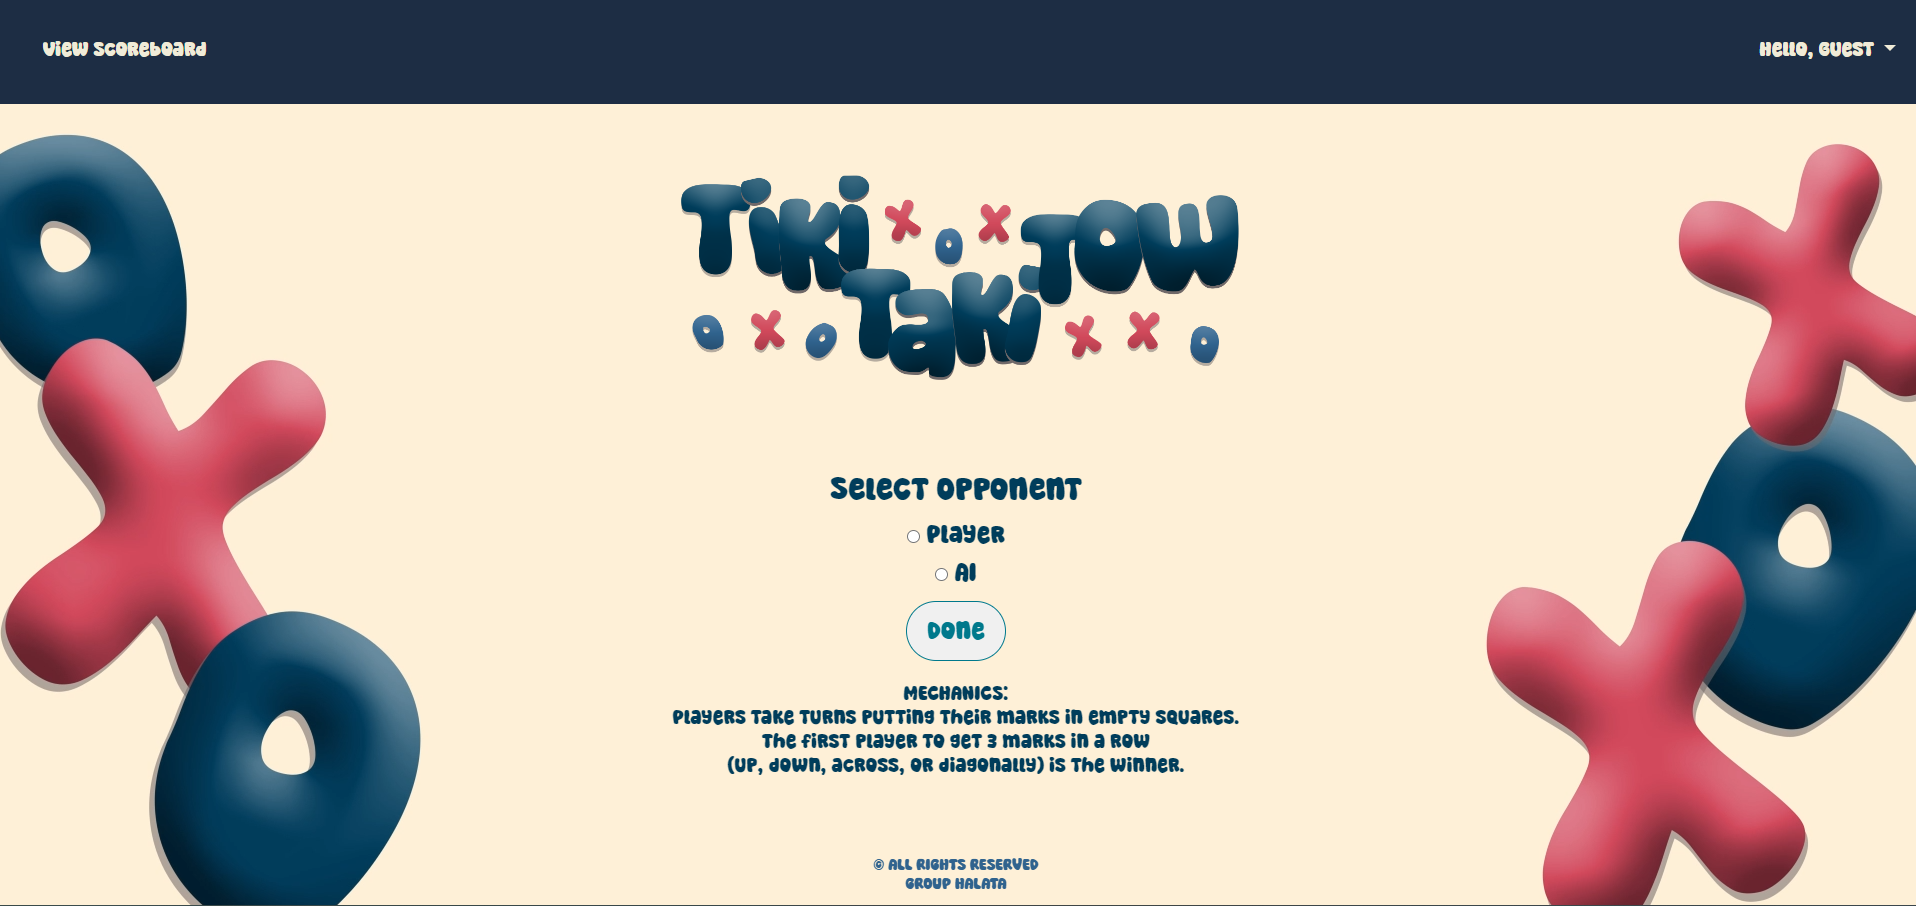 View Scoreboard
Hello, Guest
Tiki
Taki
Tow
Select Opponent
Player
AI
Done
MECHANICS:
Players take turns putting their marks in empty squares.
The first player to get 3 marks in a row
(up, down, across, or diagonally) is the winner.
© ALL RIGHTS RESERVED
GROUP HALATA